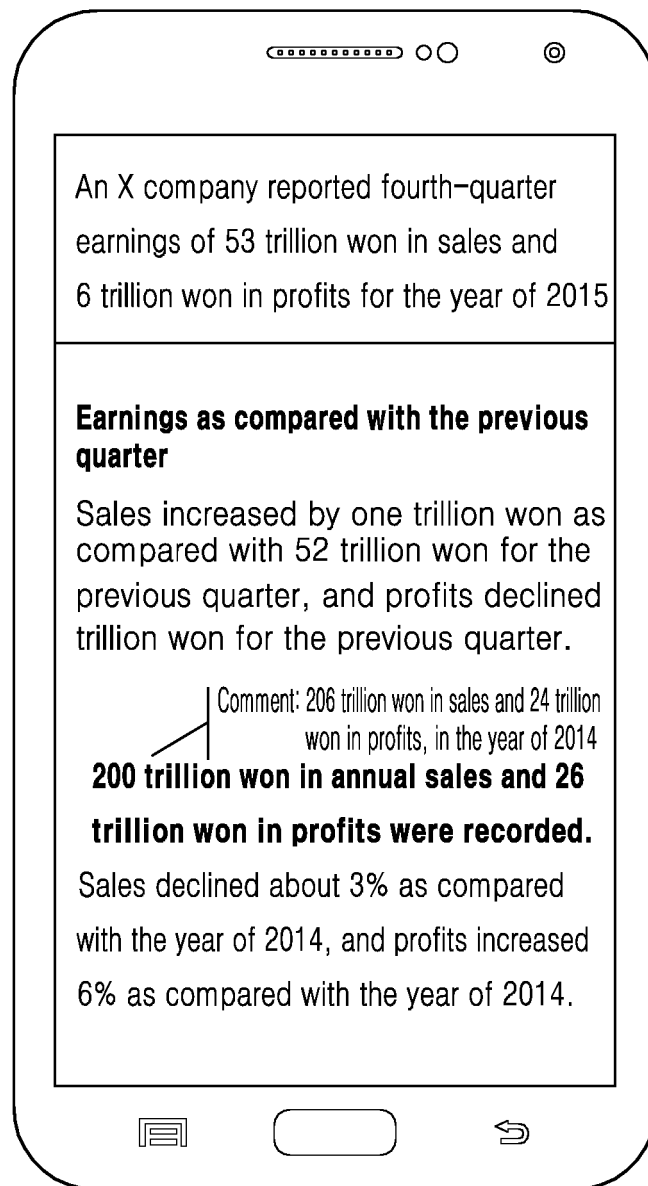 An X company reported fourth-quarter
earnings of 53 trillion won in sales and
6 trillion won in profits for the year of 2015
Earnings as compared with the previous
quarter
Sales increased by one trillion won as
compared with 52 trillion won for the
previous quarter, and profits declined
trillion won for the previous quarter.
Comment: 206 trillion won in sales and 24 trillion
won in profits, in the year of 2014
200 trillion won in annual sales and 26
trillion won in profits were recorded.
Sales declined about 3% as compared
with the year of 2014, and profits increased
6% as compared with the year of 2014.